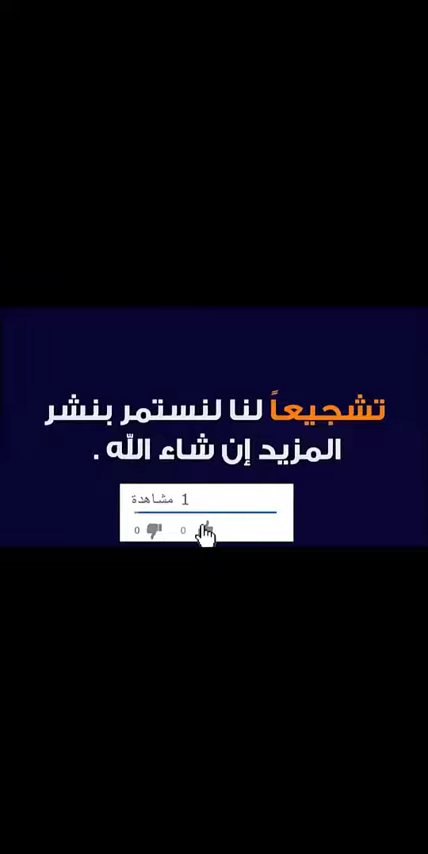 تشجيعاً لنا لنستمر بنشر
المزيد إن شاء الله .
1 مشاهدة
0 0